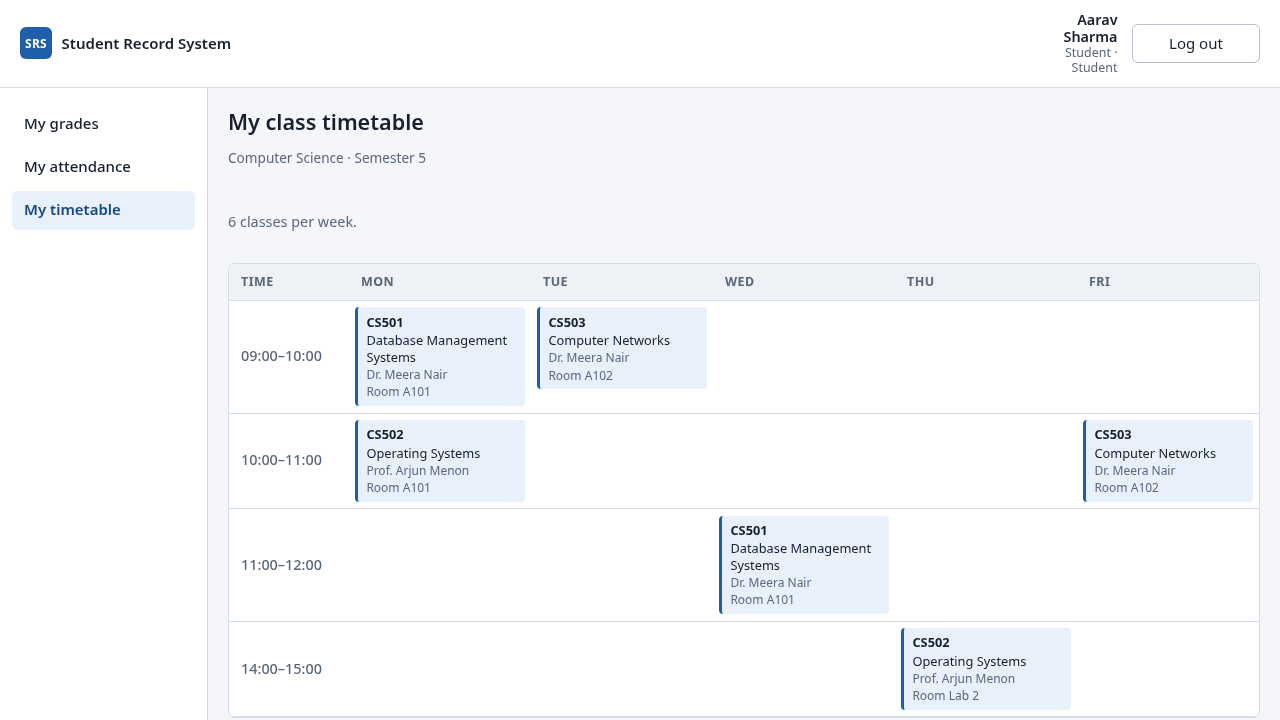 SRS
Student Record System
Aarav
Sharma
Student ·
Student
Log out
My grades
My attendance
My timetable
My class timetable
Computer Science · Semester 5
6 classes per week.
TIME MON TUE WED THU FRI
09:00–10:00
CS501
Database Management
Systems
Dr. Meera Nair
Room A101
CS503
Computer Networks
Dr. Meera Nair
Room A102
10:00–11:00
CS502
Operating Systems
Prof. Arjun Menon
Room A101
CS503
Computer Networks
Dr. Meera Nair
Room A102
11:00–12:00
CS501
Database Management
Systems
Dr. Meera Nair
Room A101
14:00–15:00
CS502
Operating Systems
Prof. Arjun Menon
Room Lab 2